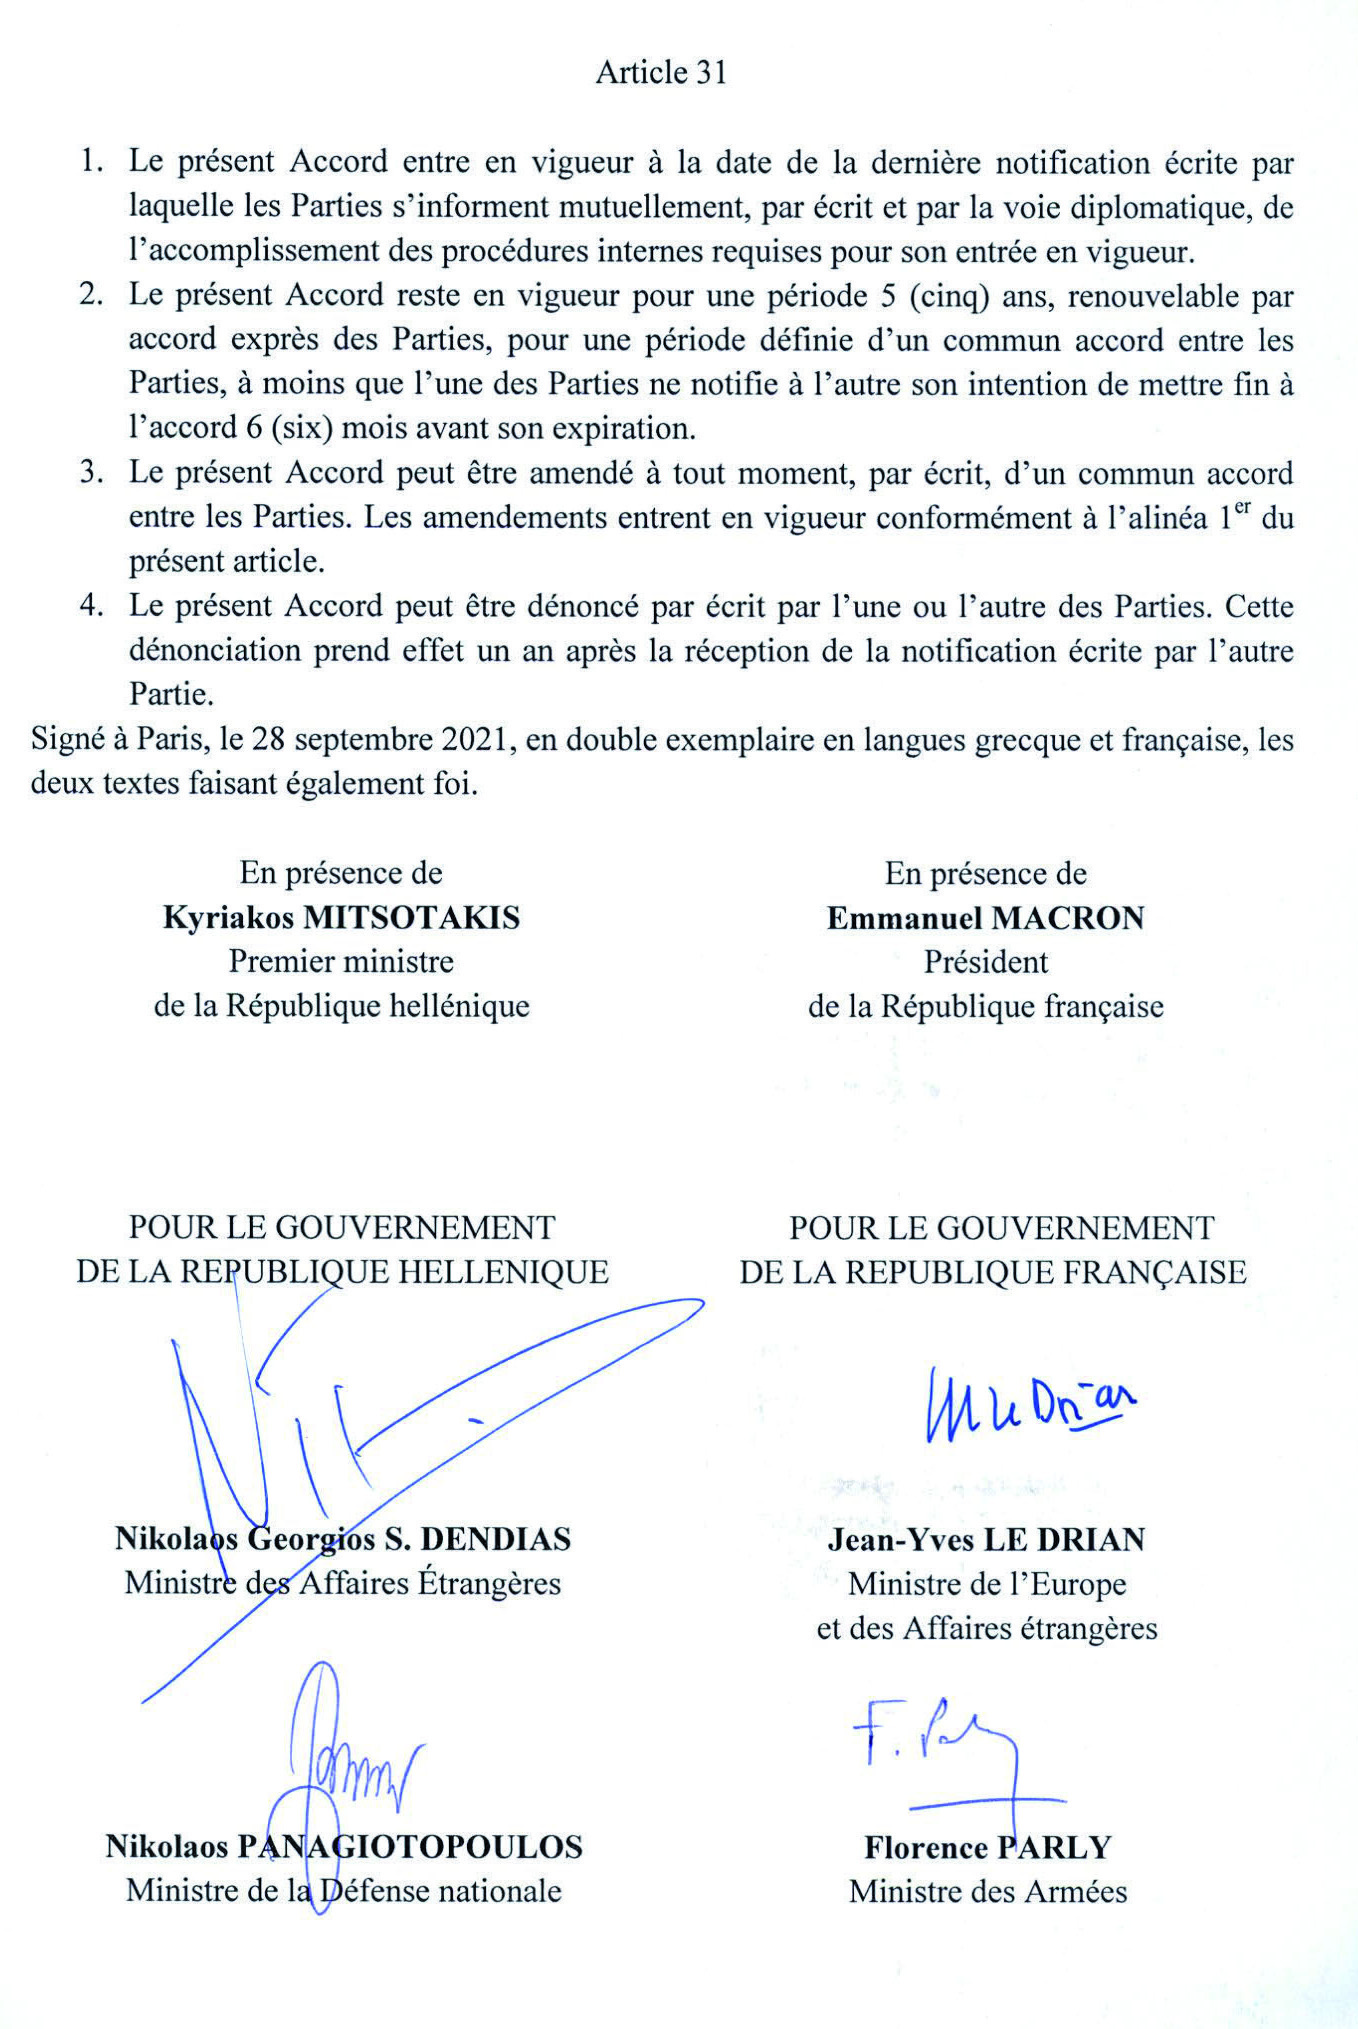 Article 31
1. Le présent Accord entre en vigueur à la date de la dernière notification écrite par
laquelle les Parties s’informent mutuellement, par écrit et par la voie diplomatique, de
l’accomplissement des procédures internes requises pour son entrée en vigueur.
2. Le présent Accord reste en vigueur pour une période 5 (cinq) ans, renouvelable par
accord exprès des Parties, pour une période définie d’un commun accord entre les
Parties, à moins que l’une des Parties ne notifie à l’autre son intention de mettre fin à
l’accord 6 (six) mois avant son expiration.
3. Le présent Accord peut être amendé à tout moment, par écrit, d’un commun accord
entre les Parties. Les amendements entrent en vigueur conformément à l’alinéa 1er du
présent article.
4. Le présent Accord peut être dénoncé par écrit par l’une ou l’autre des Parties. Cette
dénonciation prend effet un an après la réception de la notification écrite par l’autre
Partie.
Signé à Paris, le 28 septembre 2021, en double exemplaire en langues grecque et française, les
deux textes faisant également foi.
En présence de
Kyriakos MITSOTAKIS
Premier ministre
de la République hellénique
En présence de
Emmanuel MACRON
Président
de la République française
POUR LE GOUVERNEMENT
DE LA REPUBLIQUE HELLENIQUE
POUR LE GOUVERNEMENT
DE LA REPUBLIQUE FRANÇAISE
Le Drian
Nikolaos Georgios S. DENDIAS
Ministre des Affaires Étrangères
Jean-Yves LE DRIAN
Ministre de l’Europe
et des Affaires étrangères
F. Parly
Nikolaos PANAGIOTOPOULOS
Ministre de la Défense nationale
Florence PARLY
Ministre des Armées